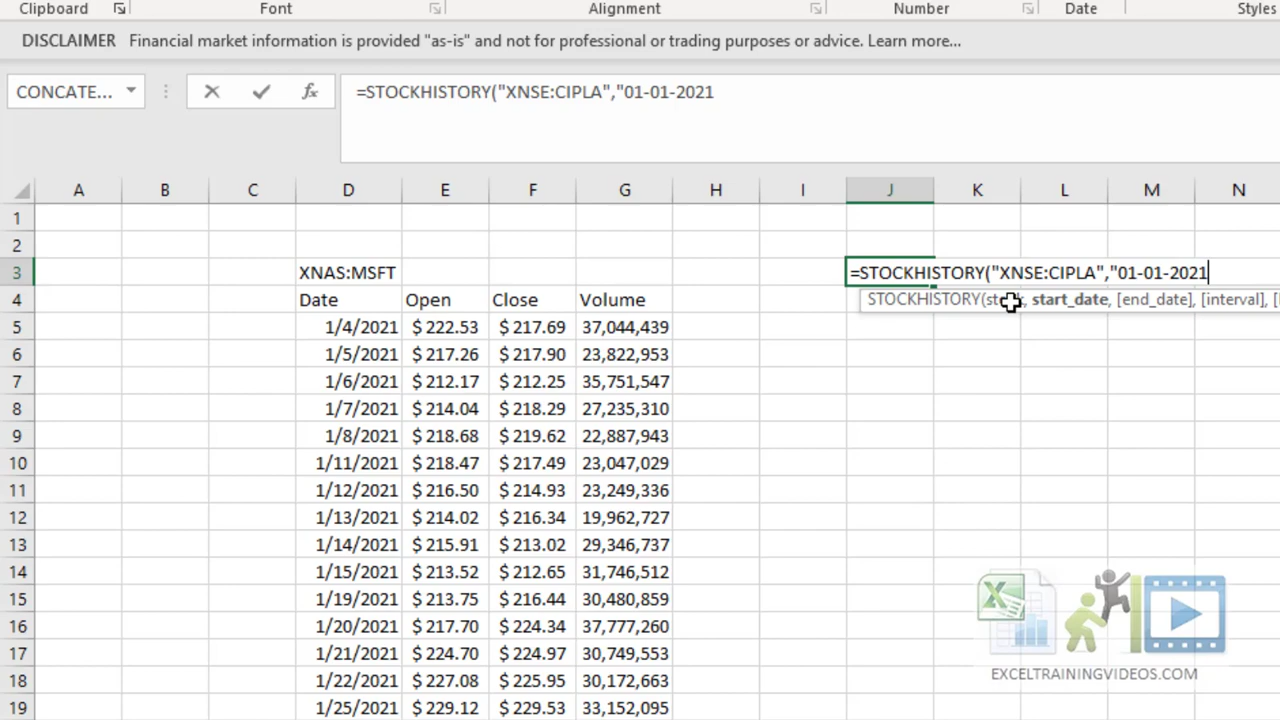 Clipboard Font Alignment Number Date Styles
DISCLAIMER Financial market information is provided "as-is" and not for professional or trading purposes or advice. Learn more...
CONCATE... fx =STOCKHISTORY("XNSE:CIPLA","01-01-2021
A B C D E F G H I J K L M N
1
2
3 XNAS:MSFT =STOCKHISTORY("XNSE:CIPLA","01-01-2021
4 Date Open Close Volume STOCKHISTORY(stock, start_date, [end_date], [interval], [
5 1/4/2021 $ 222.53 $ 217.69 37,044,439
6 1/5/2021 $ 217.26 $ 217.90 23,822,953
7 1/6/2021 $ 212.17 $ 212.25 35,751,547
8 1/7/2021 $ 214.04 $ 218.29 27,235,310
9 1/8/2021 $ 218.68 $ 219.62 22,887,943
10 1/11/2021 $ 218.47 $ 217.49 23,047,029
11 1/12/2021 $ 216.50 $ 214.93 23,249,336
12 1/13/2021 $ 214.02 $ 216.34 19,962,727
13 1/14/2021 $ 215.91 $ 213.02 29,346,737
14 1/15/2021 $ 213.52 $ 212.65 31,746,512
15 1/19/2021 $ 213.75 $ 216.44 30,480,859
16 1/20/2021 $ 217.70 $ 224.34 37,777,260
17 1/21/2021 $ 224.70 $ 224.97 30,749,553
18 1/22/2021 $ 227.08 $ 225.95 30,172,663
19 1/25/2021 $ 229.12 $ 229.53 33,152,095
EXCELTRAININGVIDEOS.COM